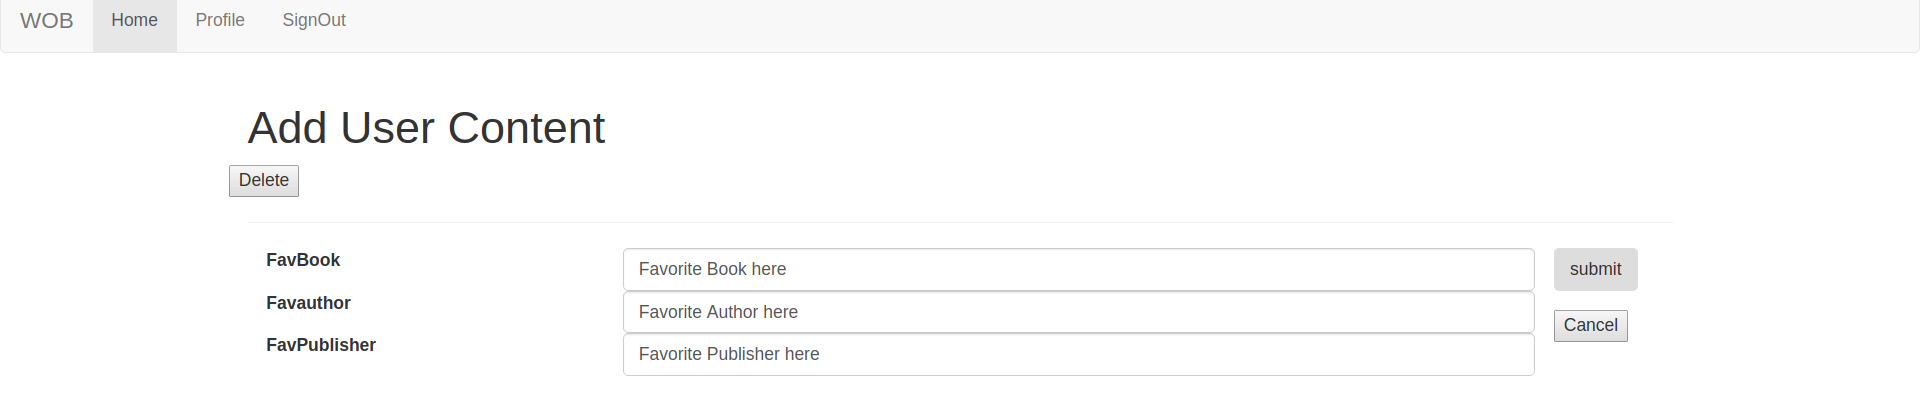 WOB Home Profile SignOut
Add User Content
Delete
FavBook Favorite Book here submit
Favauthor Favorite Author here
Cancel
FavPublisher Favorite Publisher here